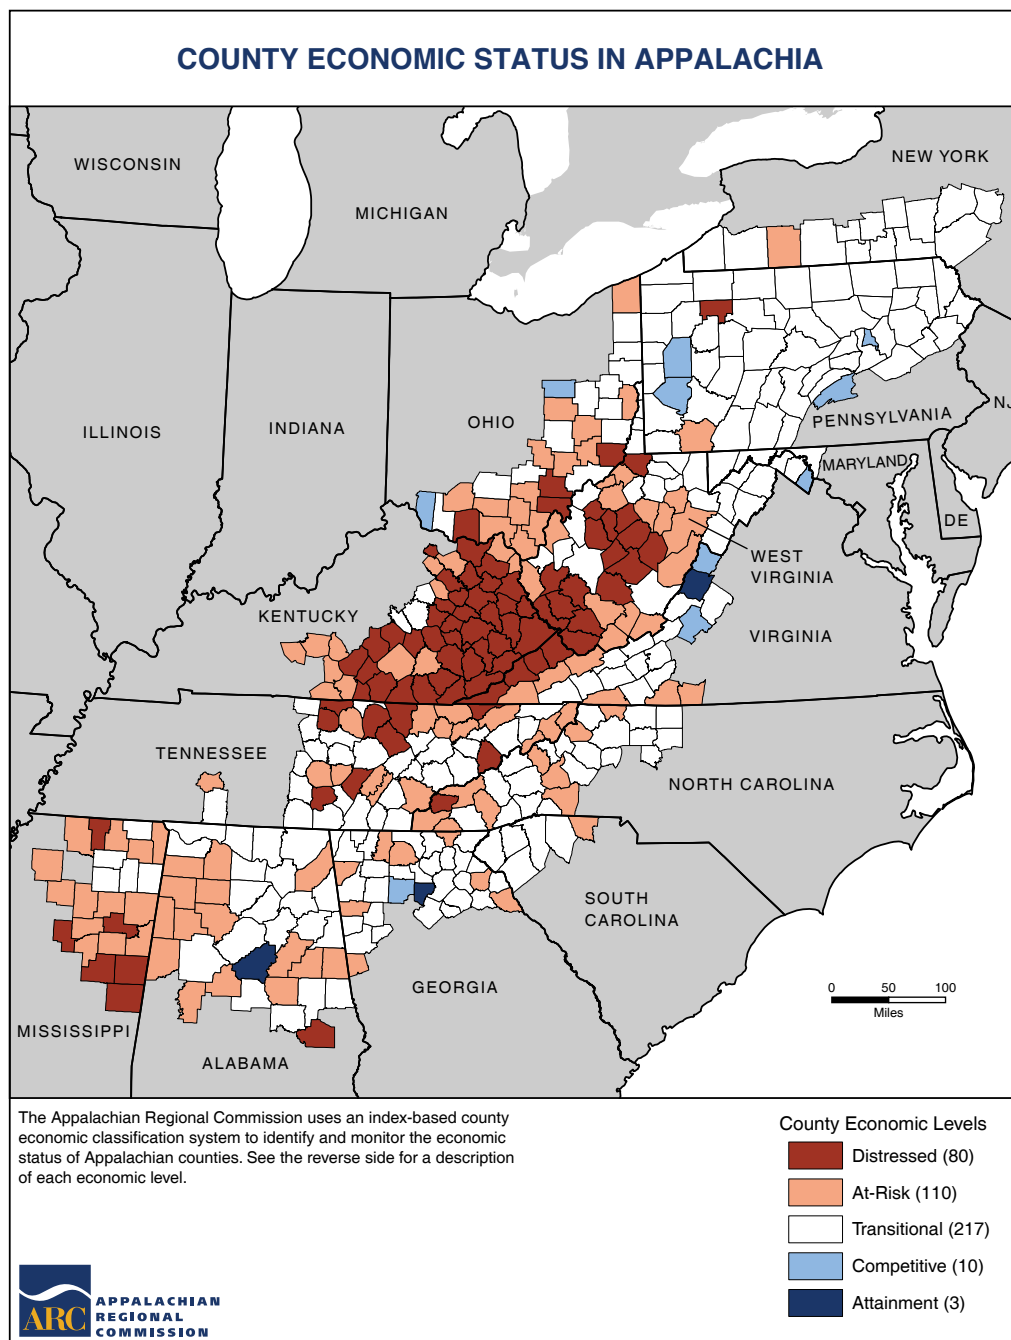 COUNTY ECONOMIC STATUS IN APPALACHIA
WISCONSIN
MICHIGAN
NEW YORK
ILLINOIS
INDIANA
OHIO
PENNSYLVANIA
NJ
MARYLAND
DE
WEST
VIRGINIA
VIRGINIA
KENTUCKY
TENNESSEE
NORTH CAROLINA
SOUTH
CAROLINA
GEORGIA
MISSISSIPPI
ALABAMA
0 50 100
Miles
The Appalachian Regional Commission uses an index-based county
economic classification system to identify and monitor the economic
status of Appalachian counties. See the reverse side for a description
of each economic level.
County Economic Levels
Distressed (80)
At-Risk (110)
Transitional (217)
Competitive (10)
Attainment (3)
ARC
APPALACHIAN
REGIONAL
COMMISSION